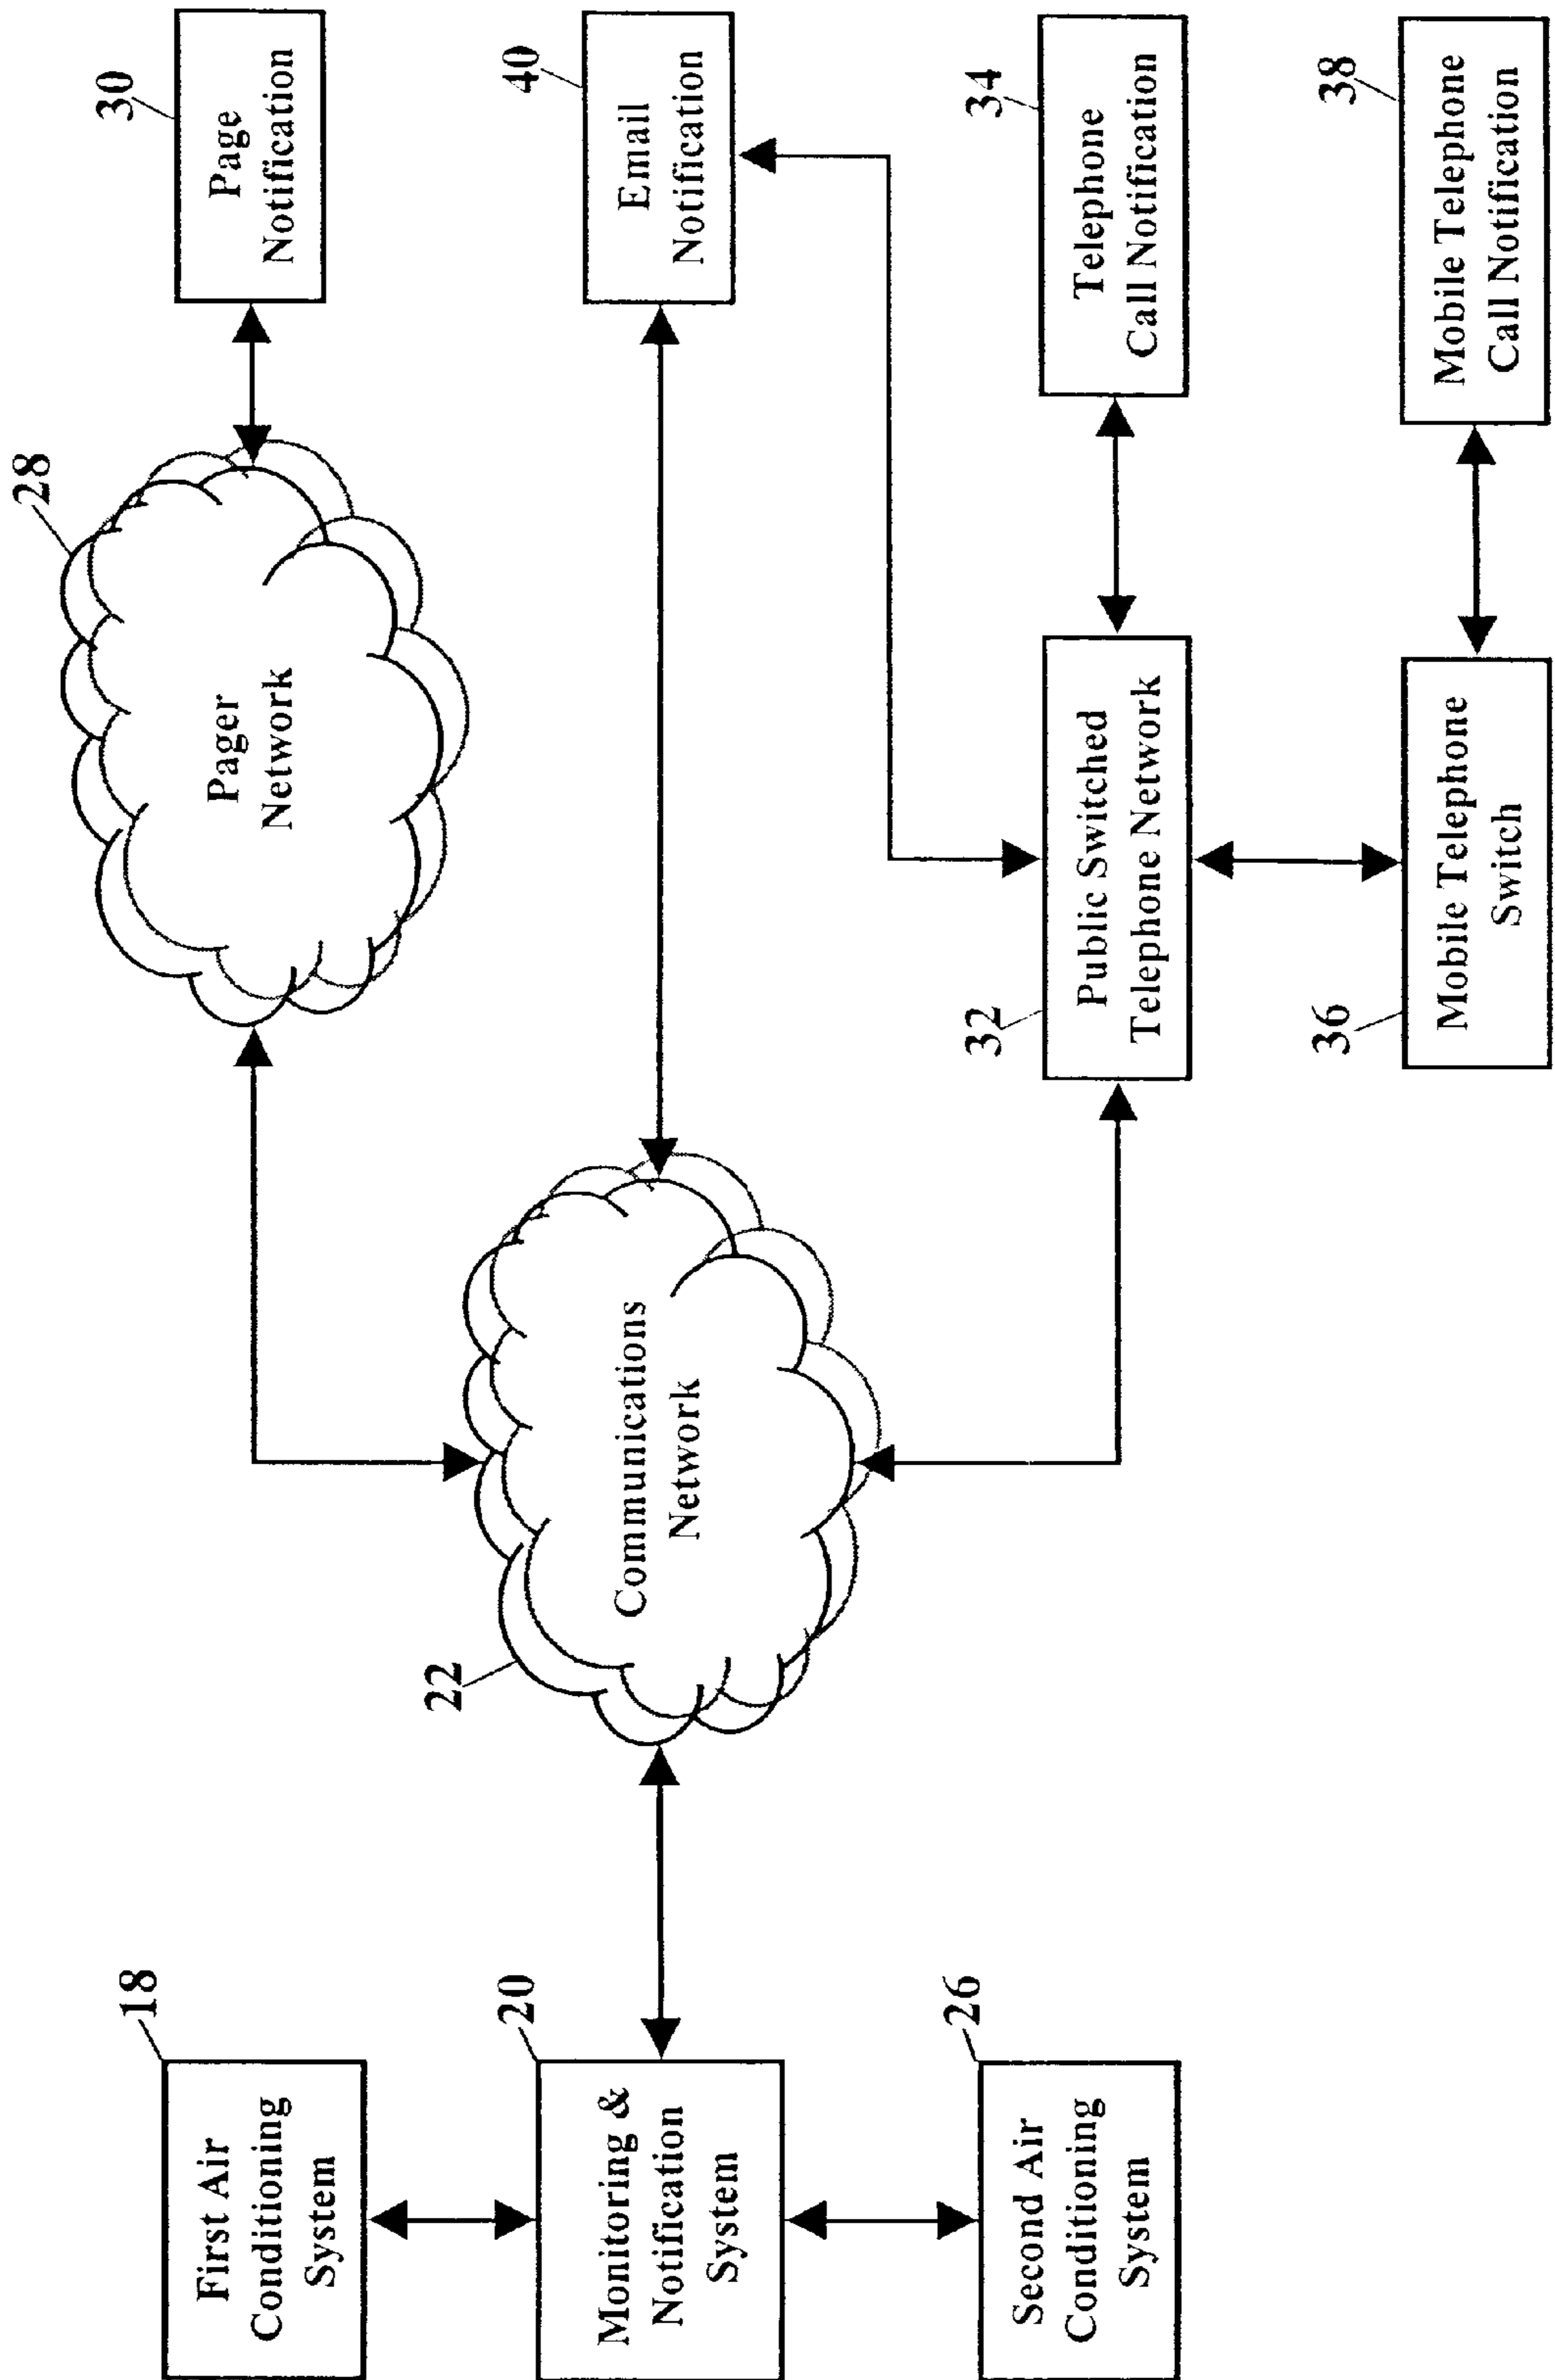 18
First Air
Conditioning
System
20
Monitoring &
Notification
System
26
Second Air
Conditioning
System
22
Communications
Network
28
Pager
Network
30
Page
Notification
40
Email
Notification
32
Public Switched
Telephone Network
34
Telephone
Call Notification
36
Mobile Telephone
Switch
38
Mobile Telephone
Call Notification